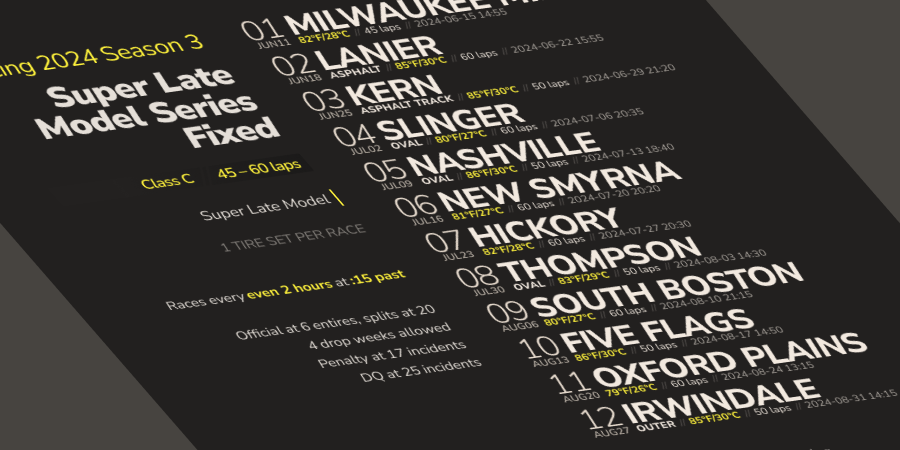 ing 2024 Season 3
Super Late
Model Series
Fixed
Class C 45–60 laps
Super Late Model
1 TIRE SET PER RACE
Races every even 2 hours at :15 past
Official at 6 entires, splits at 20
4 drop weeks allowed
Penalty at 17 incidents
DQ at 25 incidents
01 MILWAUKEE
JUN11 82°F/28°C // 45 laps // 2024-06-15 14:55
02 LANIER
JUN18 ASPHALT // 85°F/30°C // 60 laps // 2024-06-22 15:55
03 KERN
JUN25 ASPHALT TRACK // 85°F/30°C // 50 laps // 2024-06-29 21:20
04 SLINGER
JUL02 OVAL // 80°F/27°C // 60 laps // 2024-07-06 20:35
05 NASHVILLE
JUL09 OVAL // 86°F/30°C // 50 laps // 2024-07-13 18:40
06 NEW SMYRNA
JUL16 81°F/27°C // 60 laps // 2024-07-20 20:20
07 HICKORY
JUL23 82°F/28°C // 60 laps // 2024-07-27 20:30
08 THOMPSON
JUL30 OVAL // 83°F/29°C // 50 laps // 2024-08-03 14:30
09 SOUTH BOSTON
AUG06 80°F/27°C // 60 laps // 2024-08-10 21:15
10 FIVE FLAGS
AUG13 86°F/30°C // 50 laps // 2024-08-17 14:50
11 OXFORD PLAINS
AUG20 79°F/26°C // 60 laps // 2024-08-24 13:15
12 IRWINDALE
AUG27 OUTER // 85°F/30°C // 50 laps // 2024-08-31 14:15